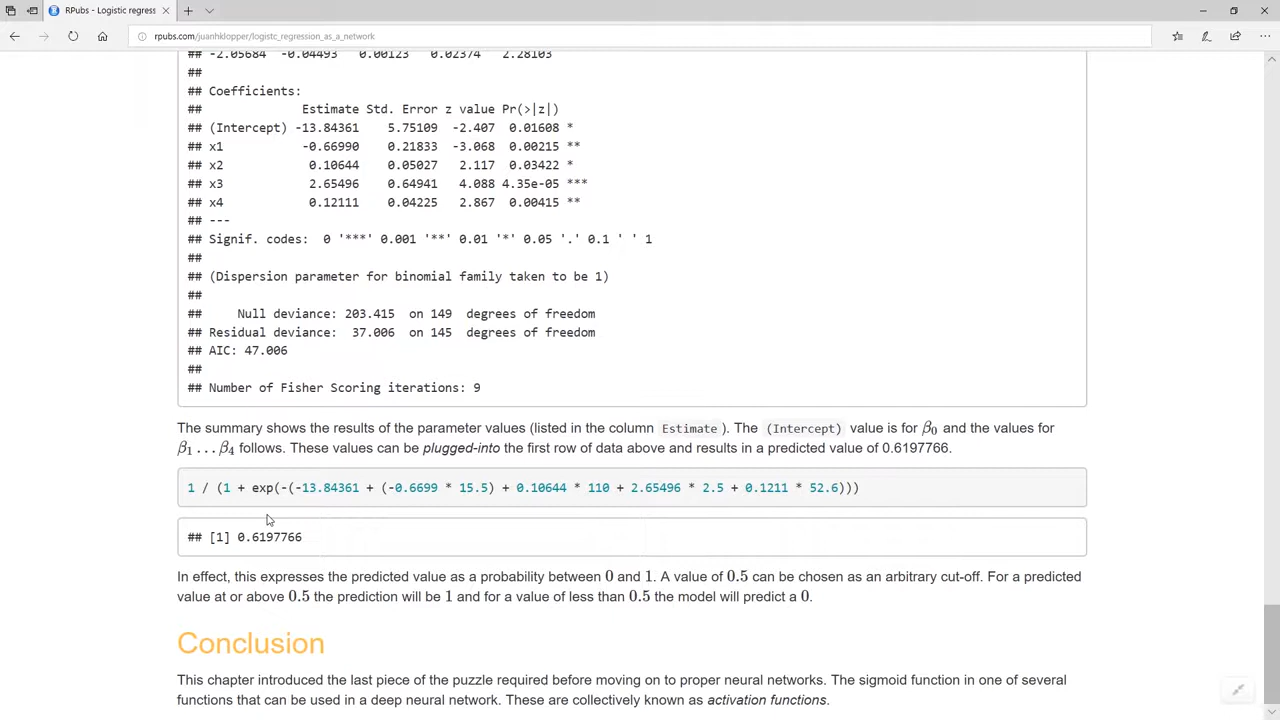 RPubs - Logistic regress
rpubs.com/juanhklopper/logistc_regression_as_a_network
## -2.05684 -0.04493 0.00123 0.02374 2.28103
##
## Coefficients:
## Estimate Std. Error z value Pr(>|z|)
## (Intercept) -13.84361 5.75109 -2.407 0.01608 *
## x1 -0.66990 0.21833 -3.068 0.00215 **
## x2 0.10644 0.05027 2.117 0.03422 *
## x3 2.65496 0.64941 4.088 4.35e-05 ***
## x4 0.12111 0.04225 2.867 0.00415 **
## ---
## Signif. codes: 0 '***' 0.001 '**' 0.01 '*' 0.05 '.' 0.1 ' ' 1
##
## (Dispersion parameter for binomial family taken to be 1)
##
## Null deviance: 203.415 on 149 degrees of freedom
## Residual deviance: 37.006 on 145 degrees of freedom
## AIC: 47.006
##
## Number of Fisher Scoring iterations: 9
The summary shows the results of the parameter values (listed in the column Estimate ). The (Intercept) value is for β0 and the values for
β1 … β4 follows. These values can be plugged-into the first row of data above and results in a predicted value of 0.6197766.
1 / (1 + exp(-(-13.84361 + (-0.6699 * 15.5) + 0.10644 * 110 + 2.65496 * 2.5 + 0.1211 * 52.6)))
## [1] 0.6197766
In effect, this expresses the predicted value as a probability between 0 and 1. A value of 0.5 can be chosen as an arbitrary cut-off. For a predicted
value at or above 0.5 the prediction will be 1 and for a value of less than 0.5 the model will predict a 0.
Conclusion
This chapter introduced the last piece of the puzzle required before moving on to proper neural networks. The sigmoid function in one of several
functions that can be used in a deep neural network. These are collectively known as activation functions.